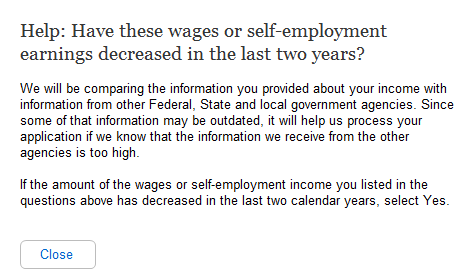 Help: Have these wages or self-employment
earnings decreased in the last two years?
We will be comparing the information you provided about your income with
information from other Federal, State and local government agencies. Since
some of that information may be outdated, it will help us process your
application if we know that the information we receive from the other
agencies is too high.
If the amount of the wages or self-employment income you listed in the
questions above has decreased in the last two calendar years, select Yes.
Close